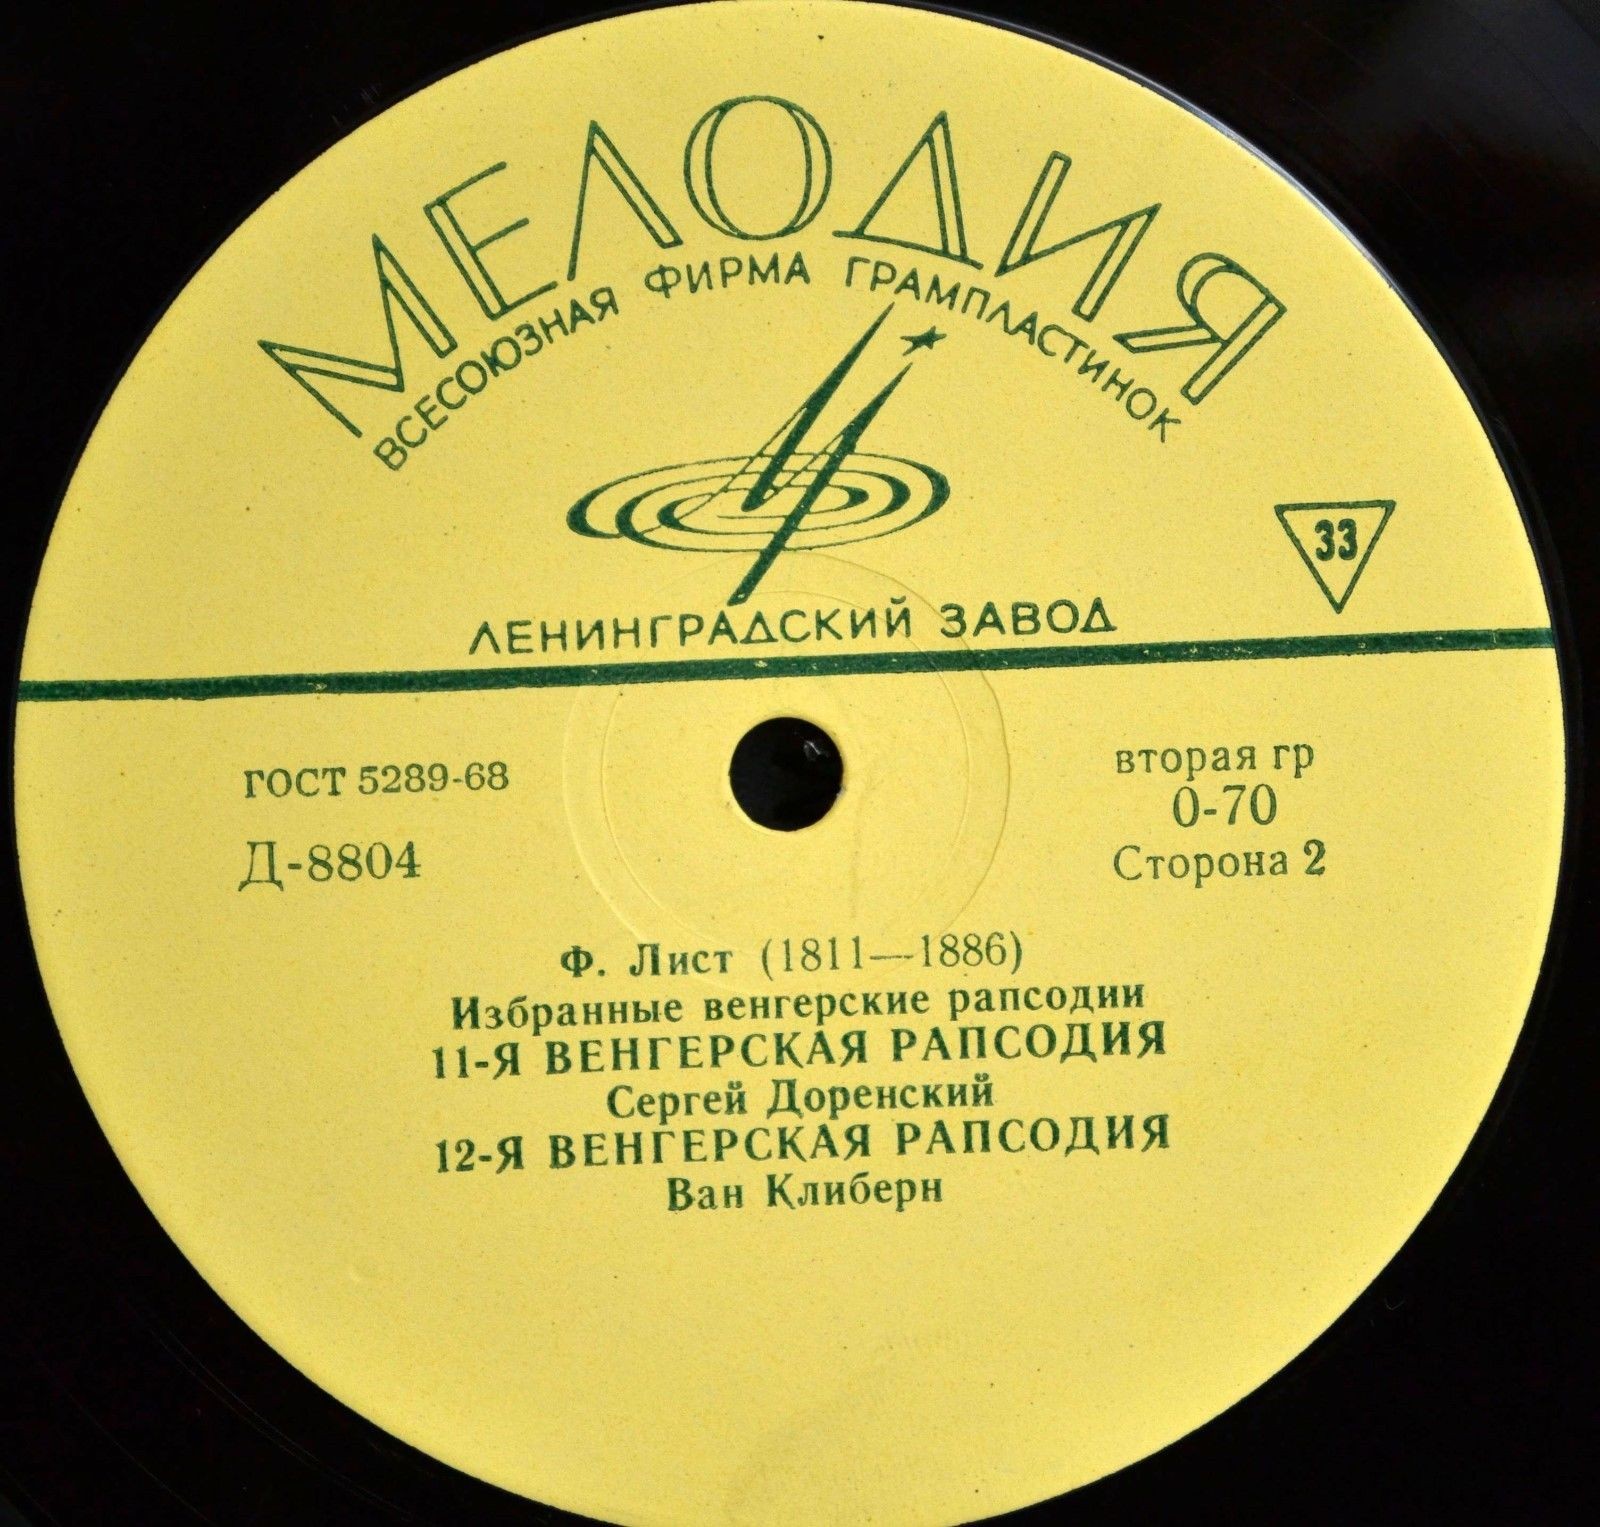 МЕЛОДИЯ
ВСЕСОЮЗНАЯ ФИРМА ГРАМПЛАСТИНОК
33
ЛЕНИНГРАДСКИЙ ЗАВОД
ГОСТ 5289-68
Д-8804
вторая гр
0-70
Сторона 2
Ф. Лист (1811—1886)
Избранные венгерские рапсодии
11-Я ВЕНГЕРСКАЯ РАПСОДИЯ
Сергей Доренский
12-Я ВЕНГЕРСКАЯ РАПСОДИЯ
Ван Клиберн